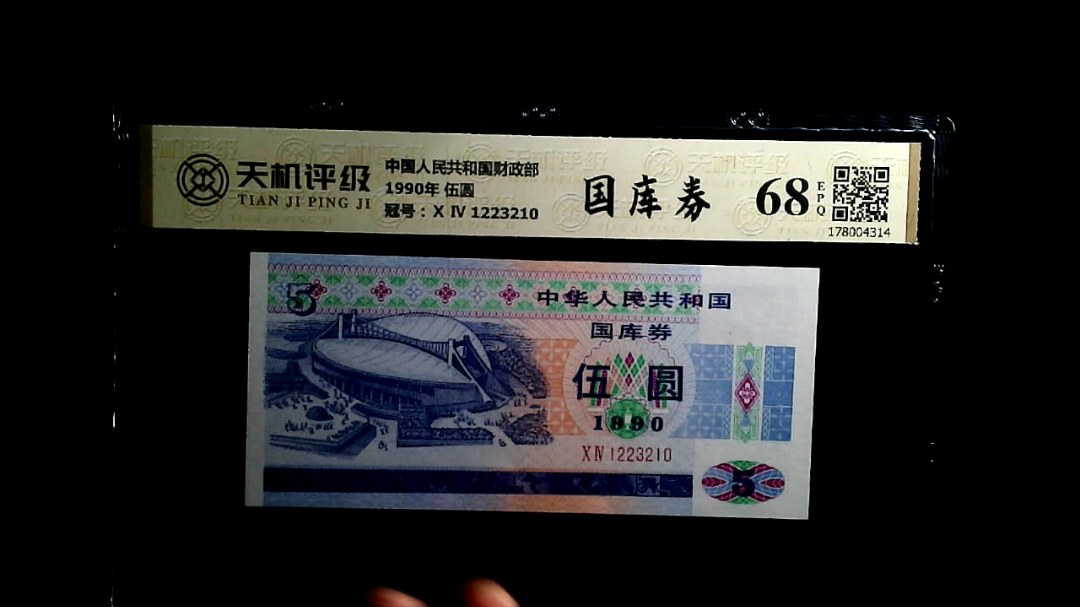 天机评级
TIAN JI PING JI
中国人民共和国财政部
1990年 伍圆
冠号：X Ⅳ 1223210
国库券
68
EPQ
178004314
5
中华人民共和国
国库券
伍圆
1990
XⅣ1223210
5